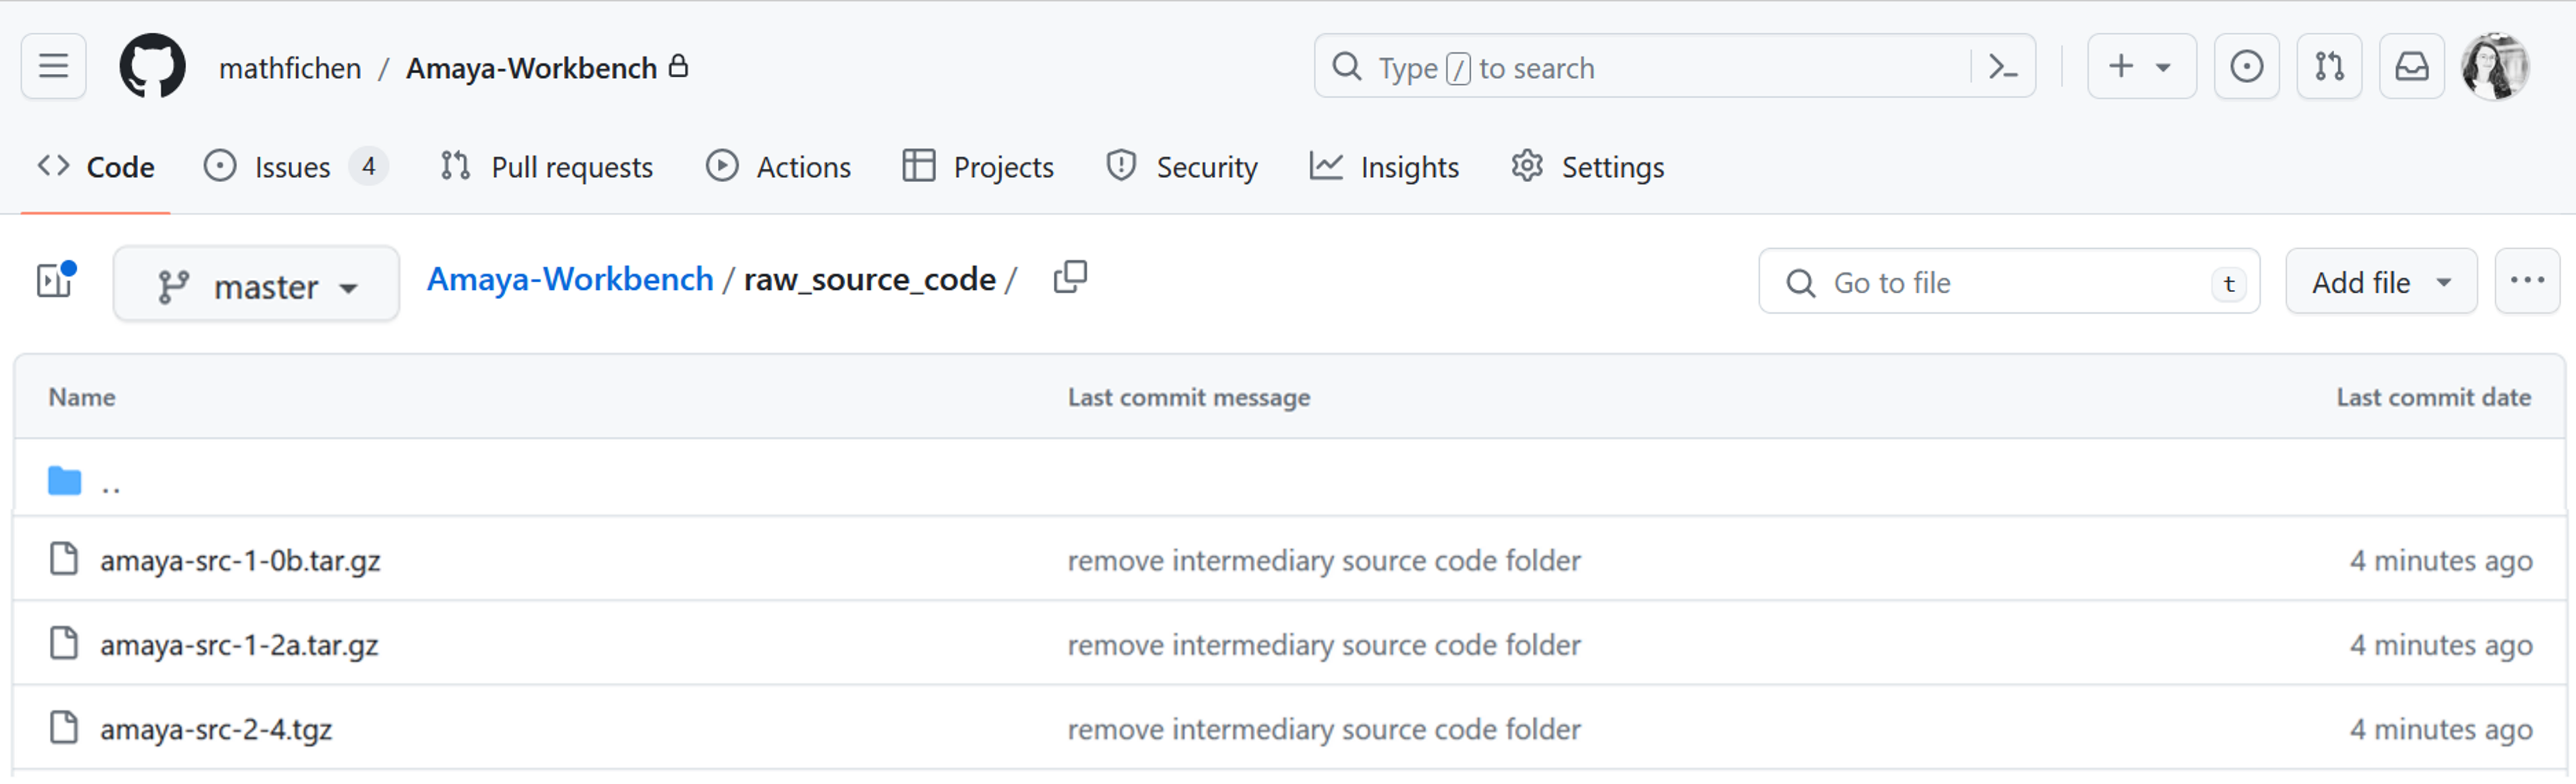 mathfichen / Amaya-Workbench Type / to search
Code Issues 4 Pull requests Actions Projects Security Insights Settings
master Amaya-Workbench / raw_source_code / Go to file t Add file
Name Last commit message Last commit date
..
amaya-src-1-0b.tar.gz remove intermediary source code folder 4 minutes ago
amaya-src-1-2a.tar.gz remove intermediary source code folder 4 minutes ago
amaya-src-2-4.tgz remove intermediary source code folder 4 minutes ago